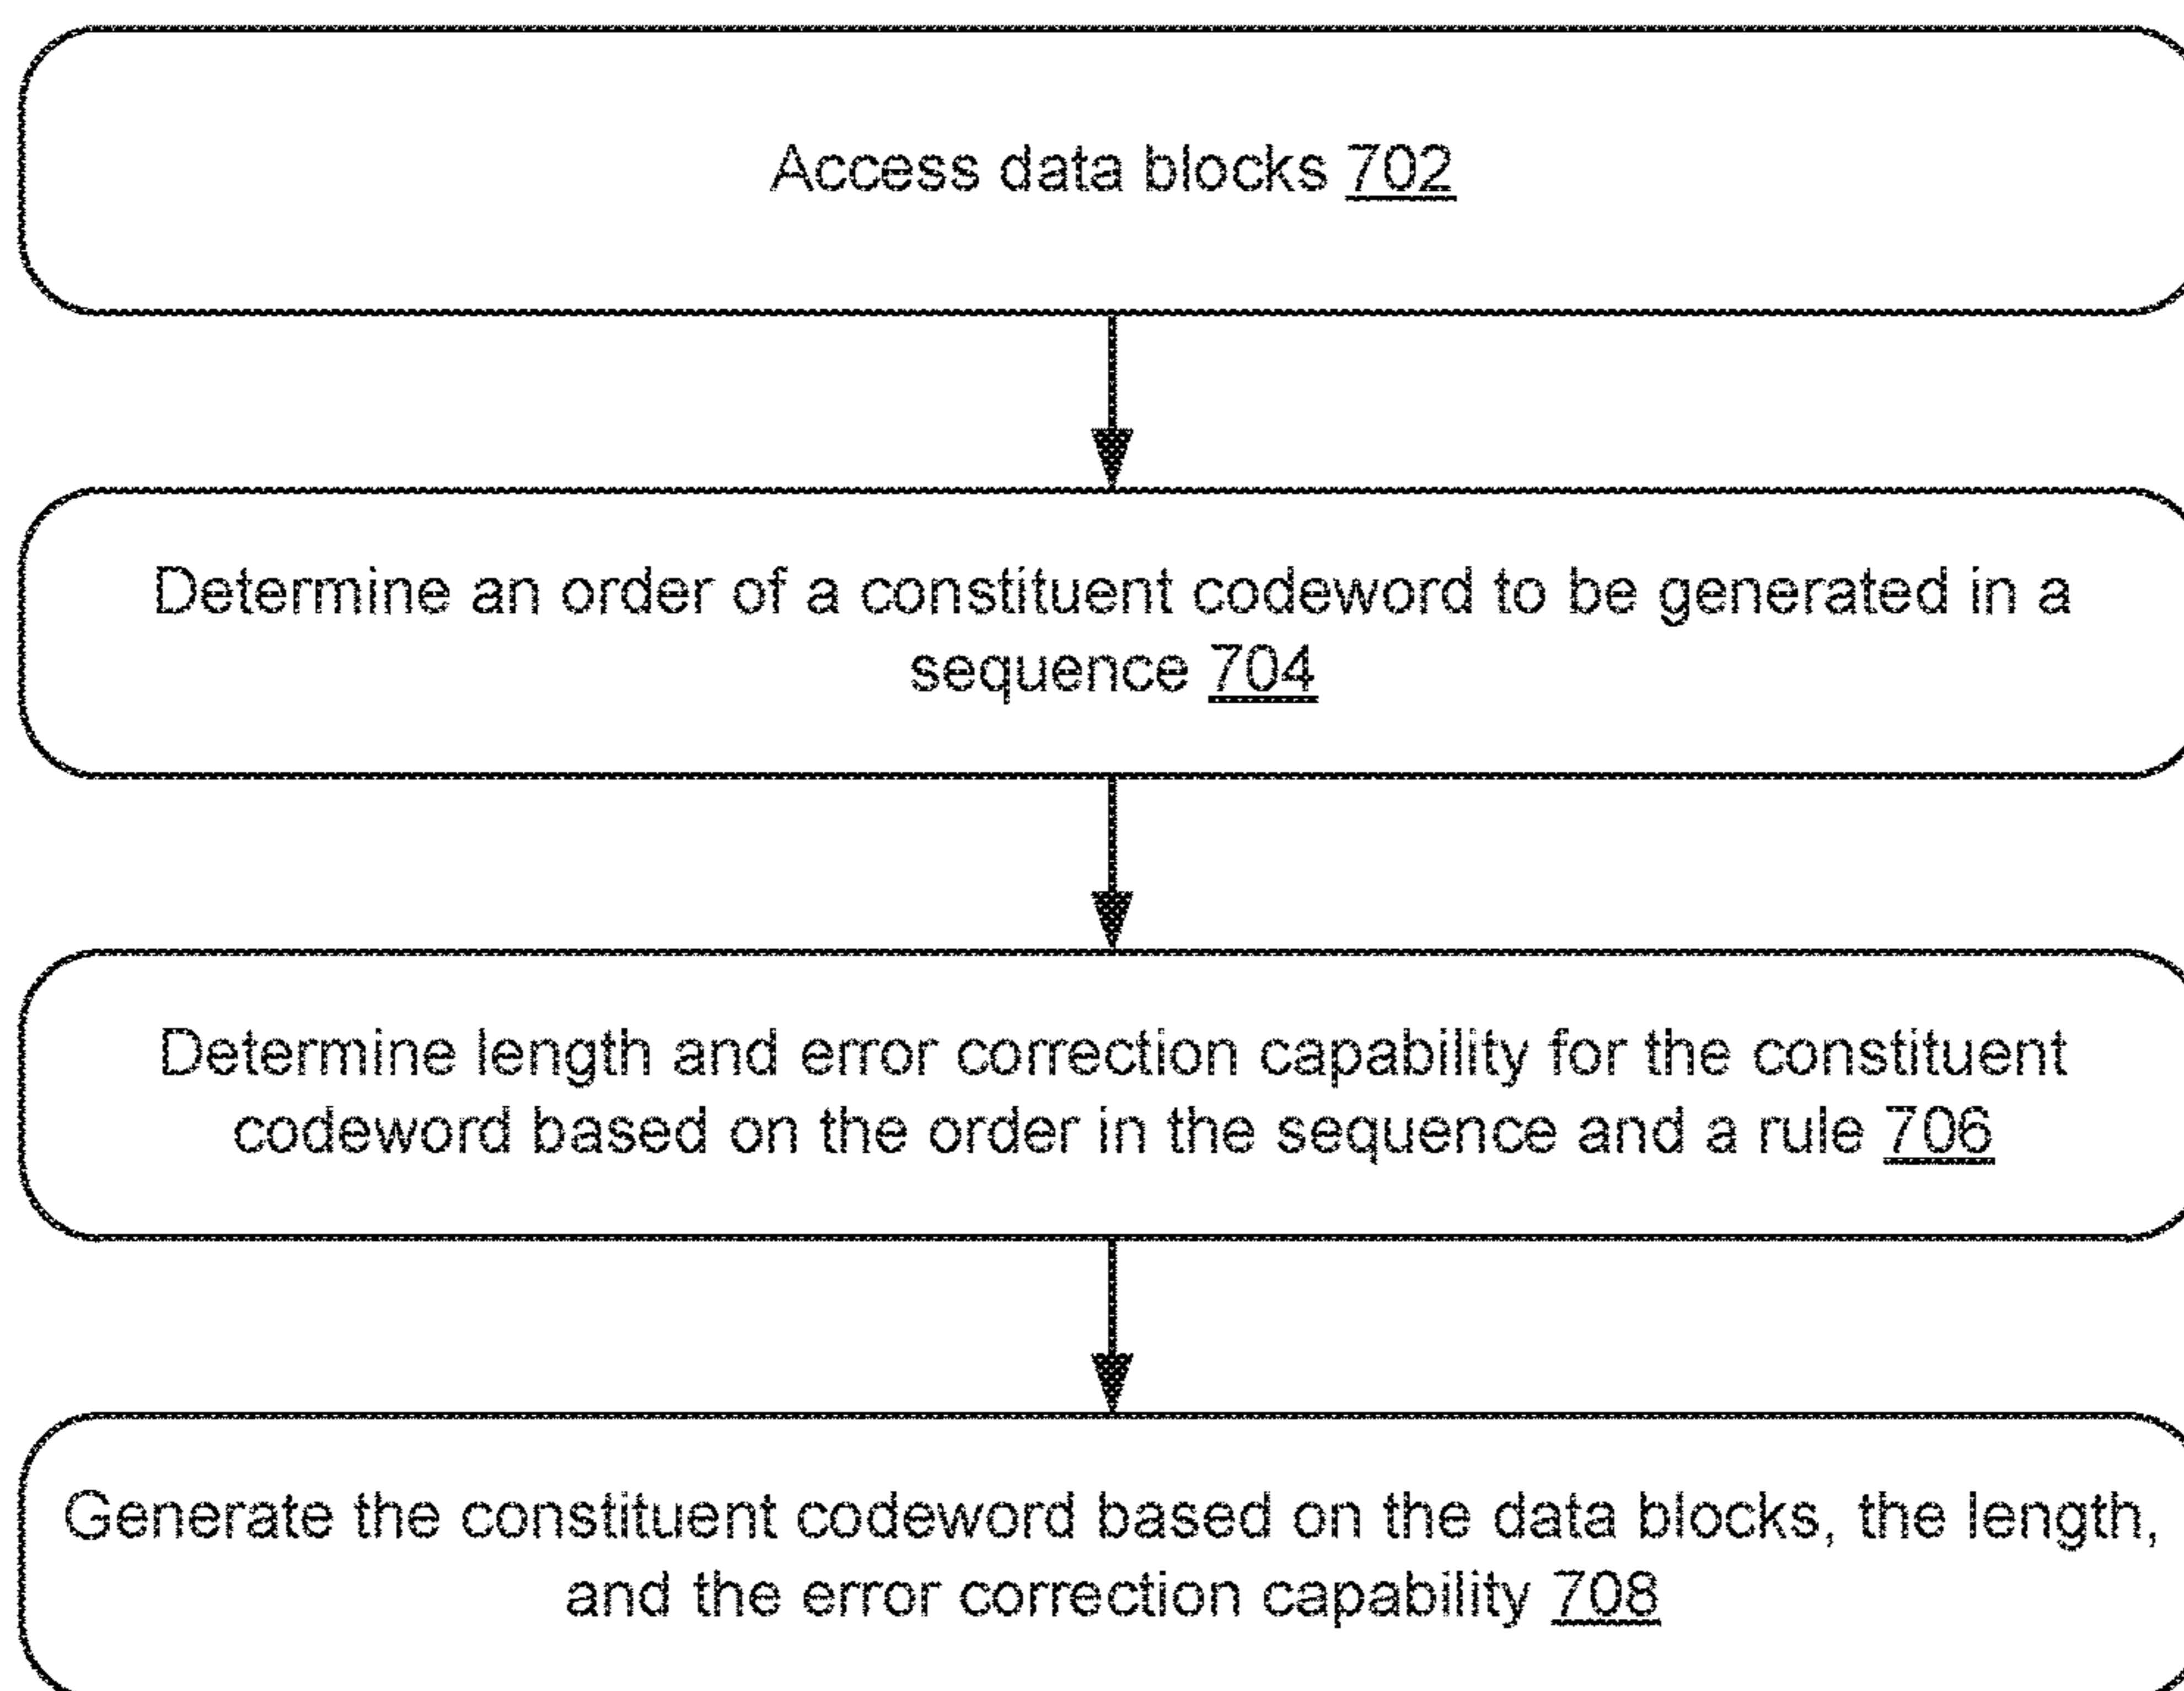 Access data blocks 702
Determine an order of a constituent codeword to be generated in a
sequence 704
Determine length and error correction capability for the constituent
codeword based on the order in the sequence and a rule 706
Generate the constituent codeword based on the data blocks, the length,
and the error correction capability 708